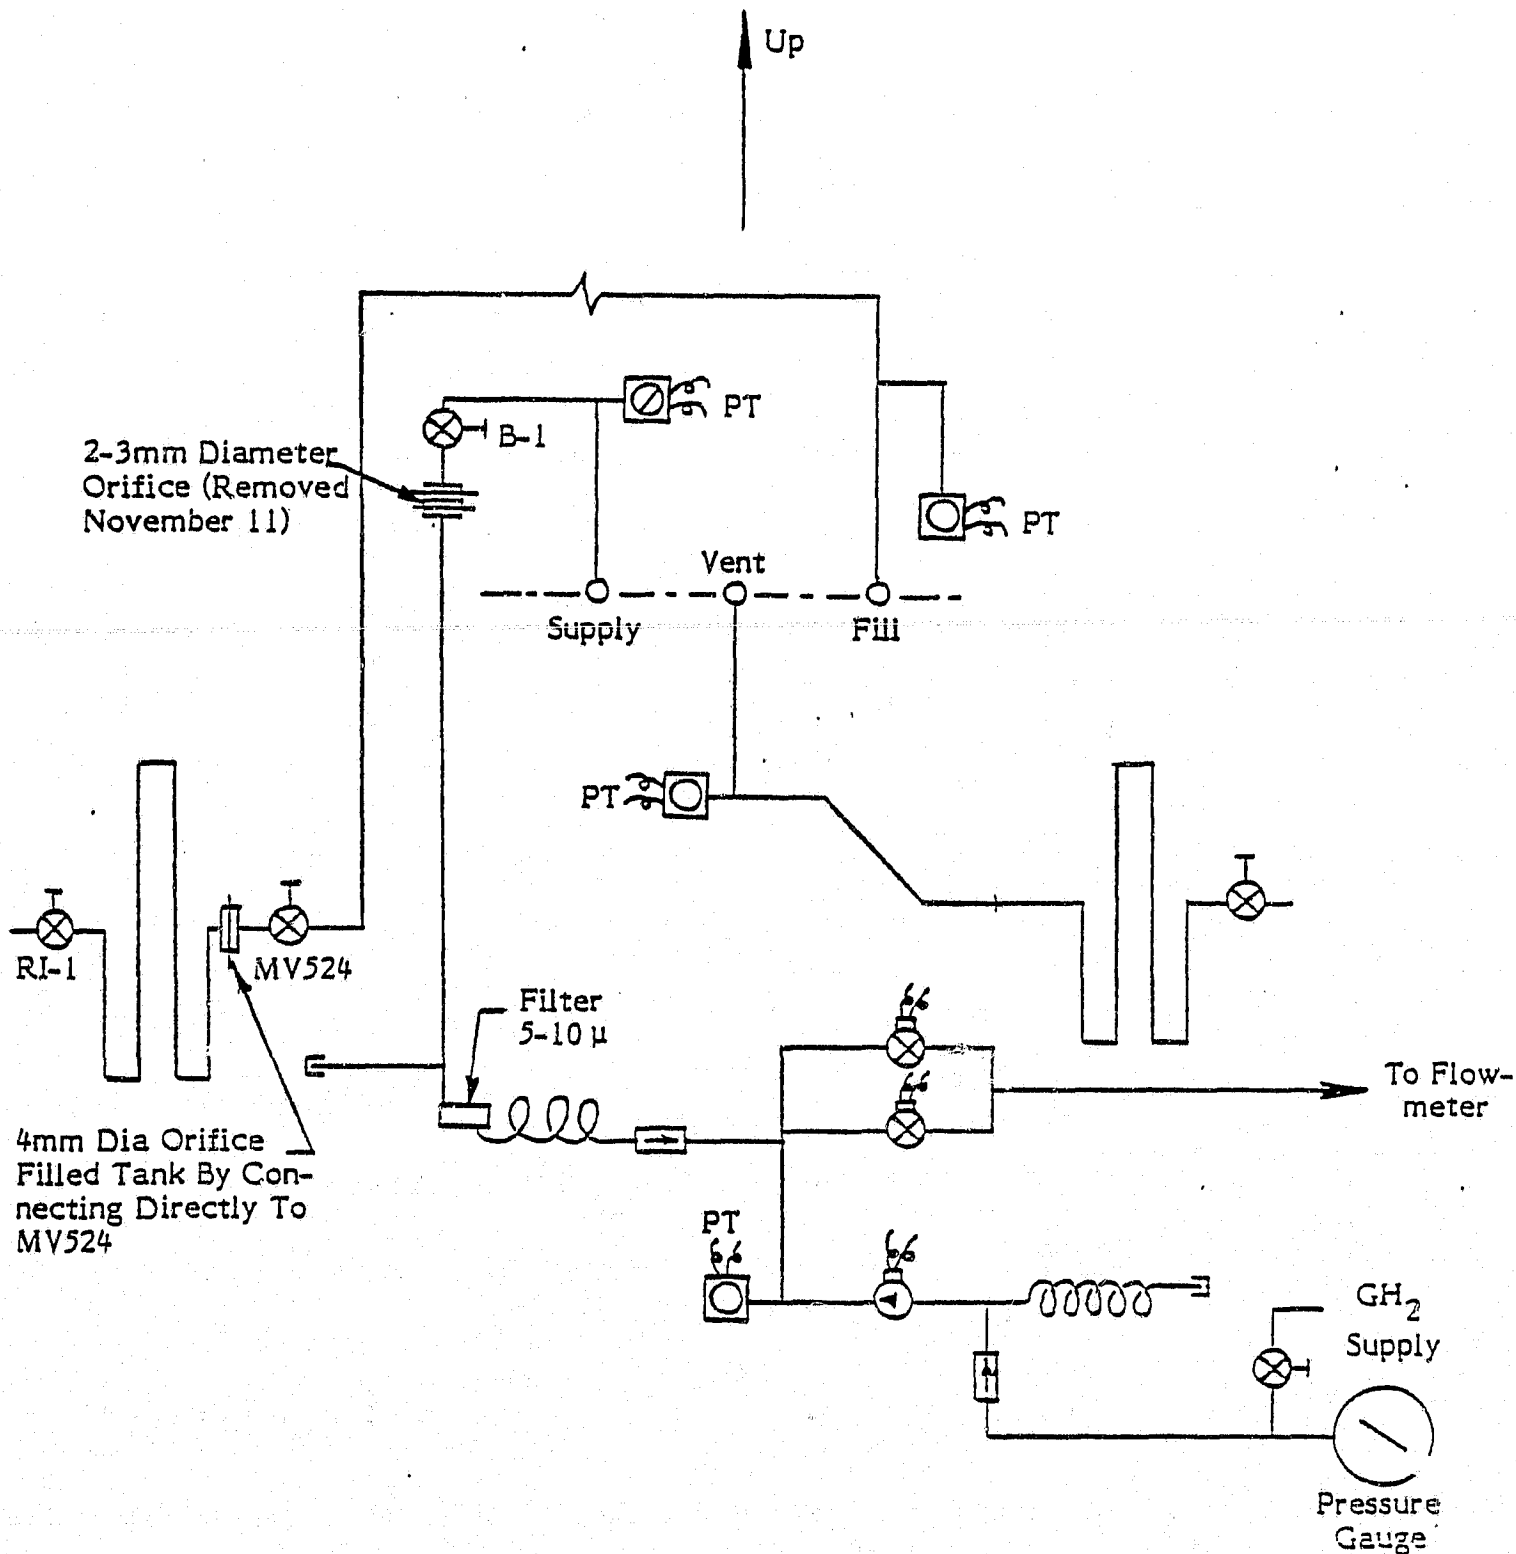 Up
PT
B-1
2-3mm Diameter
Orifice (Removed
November 11)
PT
Vent
Supply
Fill
PT
RI-1
MV524
Filter
5-10 μ
To Flow-
meter
4mm Dia Orifice
Filled Tank By Con-
necting Directly To
MV524
PT
GH2
Supply
Pressure
Gauge